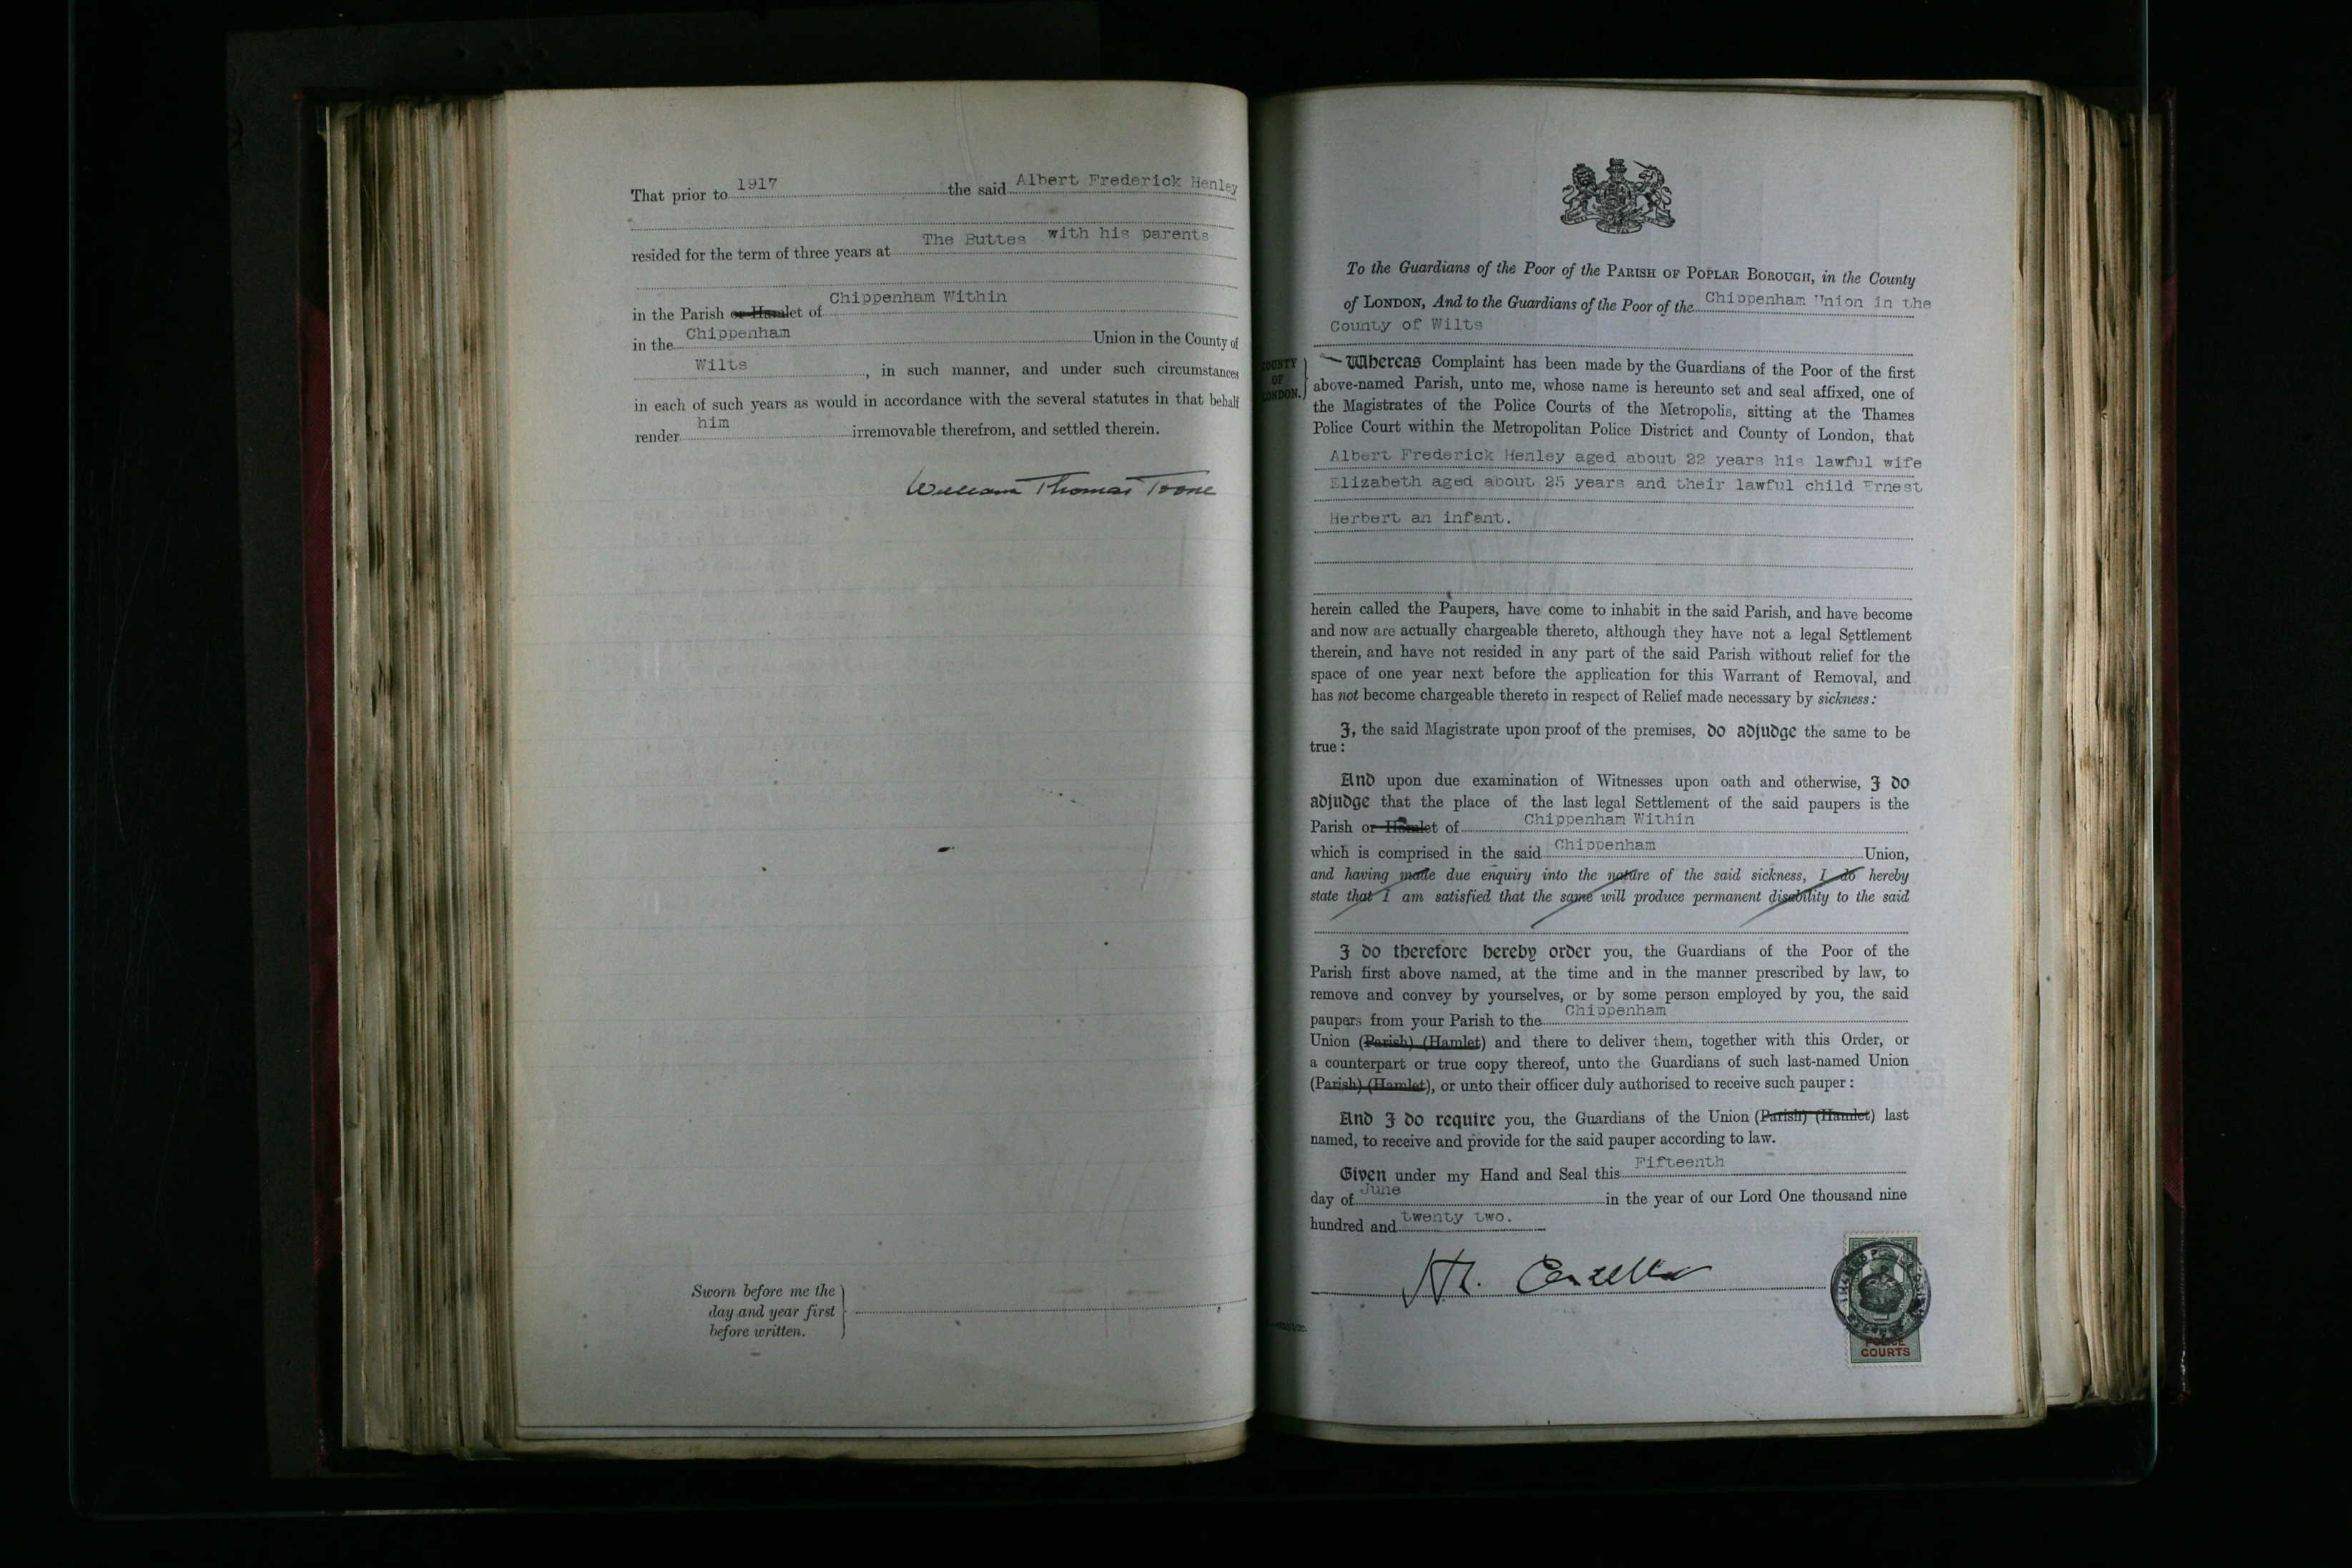 That prior to 1917 the said Albert Frederick Henley
resided for the term of three years at The Buttes with his parents
in the Parish or Hamlet of Chippenham Within
in the Chippenham Union in the County of
Wilts , in such manner, and under such circumstances
in each of such years as would in accordance with the several statutes in that behalf
render him irremovable therefrom, and settled therein.
William Thomas Toone
Sworn before me the
day and year first
before written.
To the Guardians of the Poor of the PARISH OF POPLAR BOROUGH, in the County
of LONDON, And to the Guardians of the Poor of the Chippenham Union in the
County of Wilts
COUNTY
OF
LONDON.
Whereas Complaint has been made by the Guardians of the Poor of the first
above-named Parish, unto me, whose name is hereunto set and seal affixed, one of
the Magistrates of the Police Courts of the Metropolis, sitting at the Thames
Police Court within the Metropolitan Police District and County of London, that
Albert Frederick Henley aged about 22 years his lawful wife
Elizabeth aged about 25 years and their lawful child Ernest
Herbert an infant.
herein called the Paupers, have come to inhabit in the said Parish, and have become
and now are actually chargeable thereto, although they have not a legal Settlement
therein, and have not resided in any part of the said Parish without relief for the
space of one year next before the application for this Warrant of Removal, and
has not become chargeable thereto in respect of Relief made necessary by sickness:
I, the said Magistrate upon proof of the premises, do adjudge the same to be
true:
And upon due examination of Witnesses upon oath and otherwise, I do
adjudge that the place of the last legal Settlement of the said paupers is the
Parish or Hamlet of Chippenham Within
which is comprised in the said Chippenham Union,
and having made due enquiry into the nature of the said sickness, I do hereby
state that I am satisfied that the same will produce permanent disability to the said
I do therefore hereby order you, the Guardians of the Poor of the
Parish first above named, at the time and in the manner prescribed by law, to
remove and convey by yourselves, or by some person employed by you, the said
paupers from your Parish to the Chippenham
Union (Parish) (Hamlet) and there to deliver them, together with this Order, or
a counterpart or true copy thereof, unto the Guardians of such last-named Union
(Parish) (Hamlet), or unto their officer duly authorised to receive such pauper:
And I do require you, the Guardians of the Union (Parish) (Hamlet) last
named, to receive and provide for the said pauper according to law.
Given under my Hand and Seal this Fifteenth
day of June in the year of our Lord One thousand nine
hundred and twenty two.
POLICE
COURTS